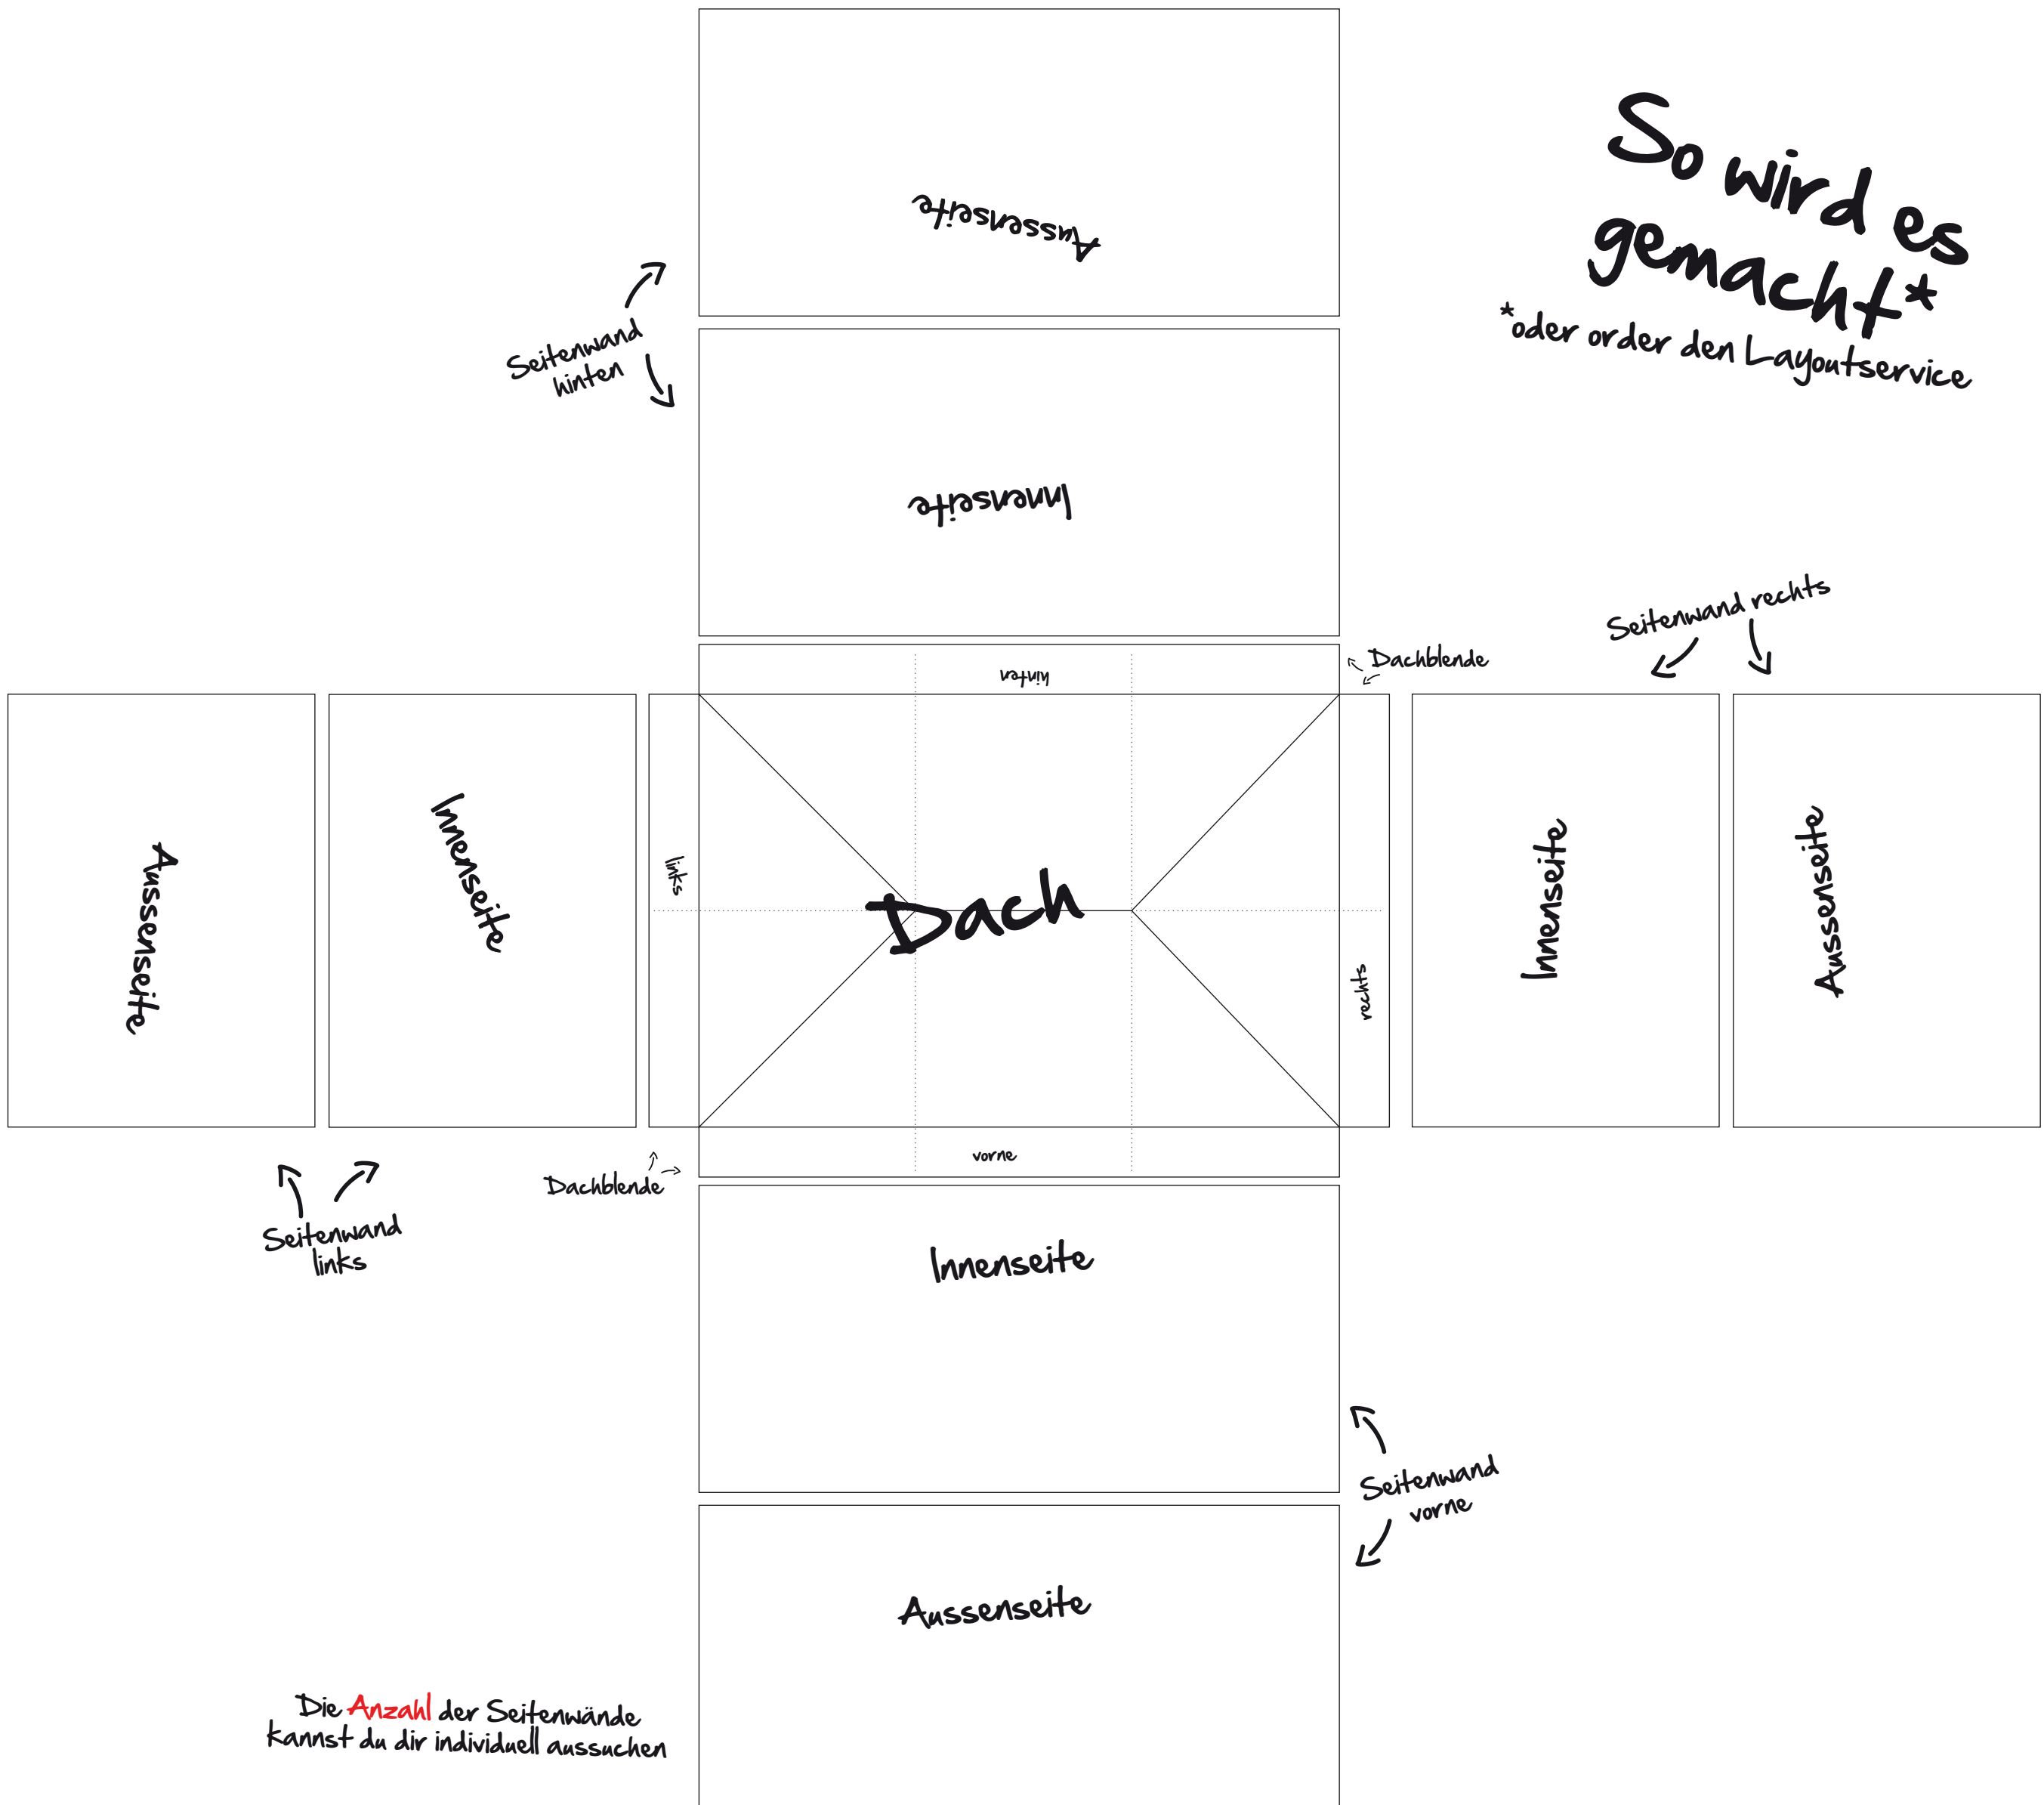 Aussenseite
So wird es
gemacht*
*oder order den Layoutservice
Seitenwand
hinten
Innenseite
Seitenwand rechts
Dachblende
hinten
Aussenseite
Innenseite
links
Dach
rechts
Innenseite
Aussenseite
vorne
Dachblende
Seitenwand
links
Innenseite
Seitenwand
vorne
Aussenseite
Die Anzahl der Seitenwände
kannst du dir individuell aussuchen